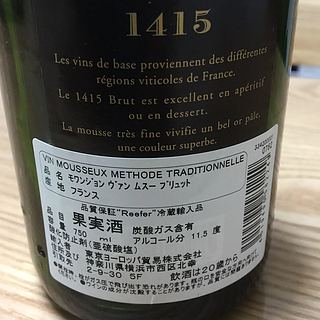 1415
Les vins de base proviennent des différentes
régions viticoles de France.
Le 1415 Brut est excellent en apéritif
ou en dessert.
La mousse très fine vivifie un bel or pâle,
une couleur superbe.
VIN MOUSSEUX METHODE TRADITIONNELLE
品名 モワンジョン ヴァン ムスー ブリュット
産地 フランス
品質保証"Reefer"冷蔵輸入品
果実酒 炭酸ガス含有
750 ml アルコール分 11.5 度
酸化防止剤(亜硫酸塩)
東京ヨーロッパ貿易株式会社
神奈川県横浜市西区北幸
2-9-30 5F 飲酒は20歳から